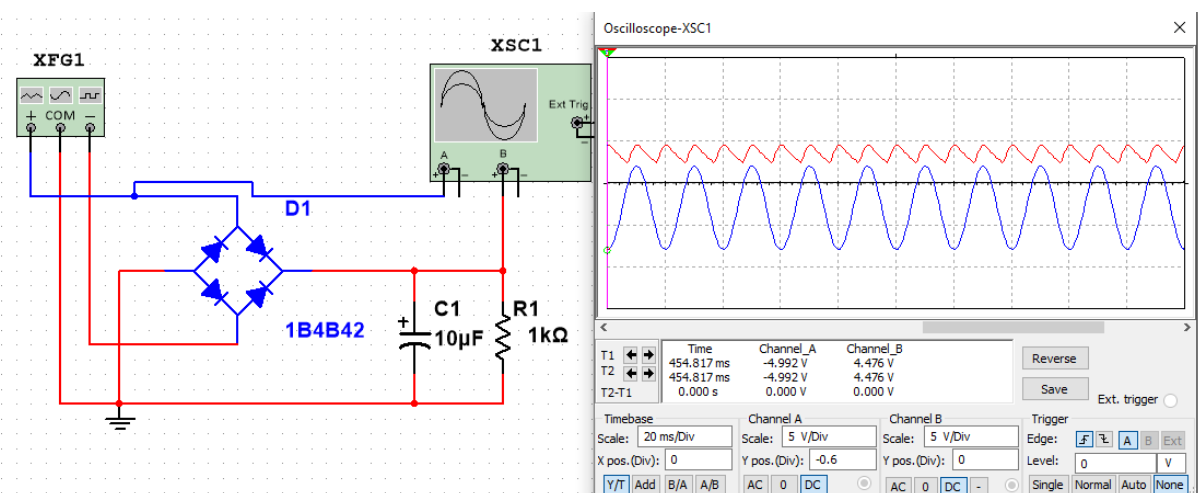 XFG1
+ COM −
XSC1
Ext Trig
+
−
A
B
+ − + −
D1
1B4B42
+
C1
10µF
R1
1kΩ
Oscilloscope-XSC1
Time Channel_A Channel_B
T1 454.817 ms -4.992 V 4.476 V
T2 454.817 ms -4.992 V 4.476 V
T2-T1 0.000 s 0.000 V 0.000 V
Reverse
Save
Ext. trigger
Timebase
Scale: 20 ms/Div
X pos.(Div): 0
Y/T Add B/A A/B
Channel A
Scale: 5 V/Div
Y pos.(Div): -0.6
AC 0 DC
Channel B
Scale: 5 V/Div
Y pos.(Div): 0
AC 0 DC -
Trigger
Edge: A B Ext
Level: 0 V
Single Normal Auto None